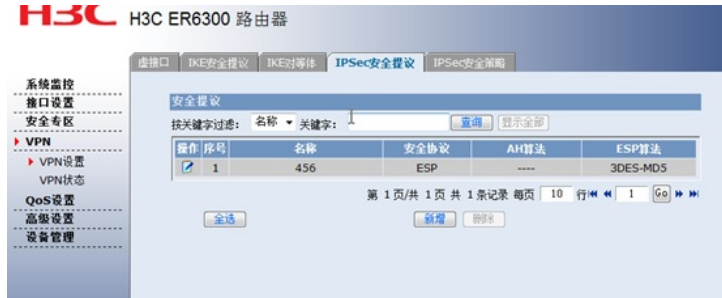 H3C H3C ER6300 路由器
虚接口 IKE安全提议 IKE对等体 IPSec安全提议 IPSec安全策略
系统监控
接口设置
安全专区
VPN
VPN设置
VPN状态
QoS设置
高级设置
设备管理
安全提议
按关键字过滤: 名称 关键字: 查询 显示全部
操作 序号 名称 安全协议 AH算法 ESP算法
1 456 ESP ---- 3DES-MD5
第 1 页/共 1 页 共 1 条记录 每页 10 行 1 Go
全选 新增 删除